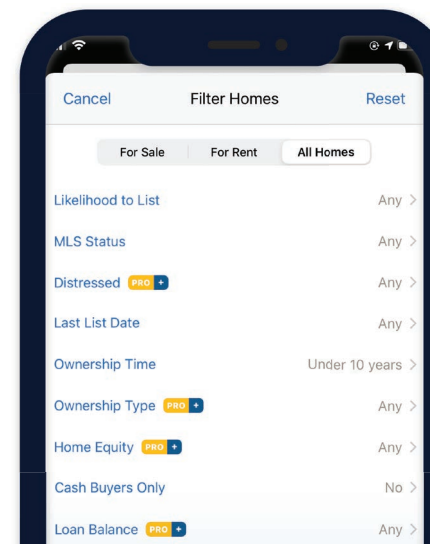 Cancel Filter Homes Reset
For Sale For Rent All Homes
Likelihood to List Any >
MLS Status Any >
Distressed PRO + Any >
Last List Date Any >
Ownership Time Under 10 years >
Ownership Type PRO + Any >
Home Equity PRO + Any >
Cash Buyers Only No >
Loan Balance PRO + Any >